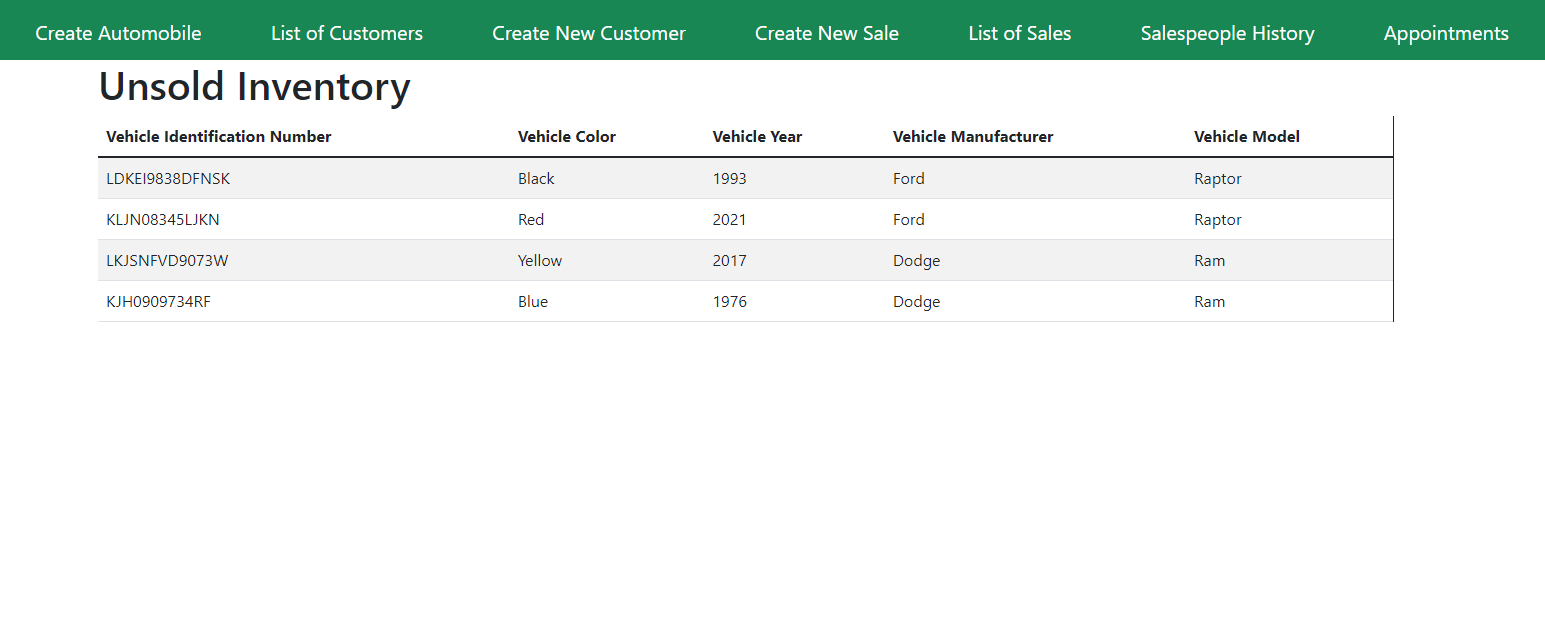 Create Automobile List of Customers Create New Customer Create New Sale List of Sales Salespeople History Appointments
Unsold Inventory
Vehicle Identification Number Vehicle Color Vehicle Year Vehicle Manufacturer Vehicle Model
LDKEI9838DFNSK Black 1993 Ford Raptor
KLJN08345LJKN Red 2021 Ford Raptor
LKJSNFVD9073W Yellow 2017 Dodge Ram
KJH0909734RF Blue 1976 Dodge Ram